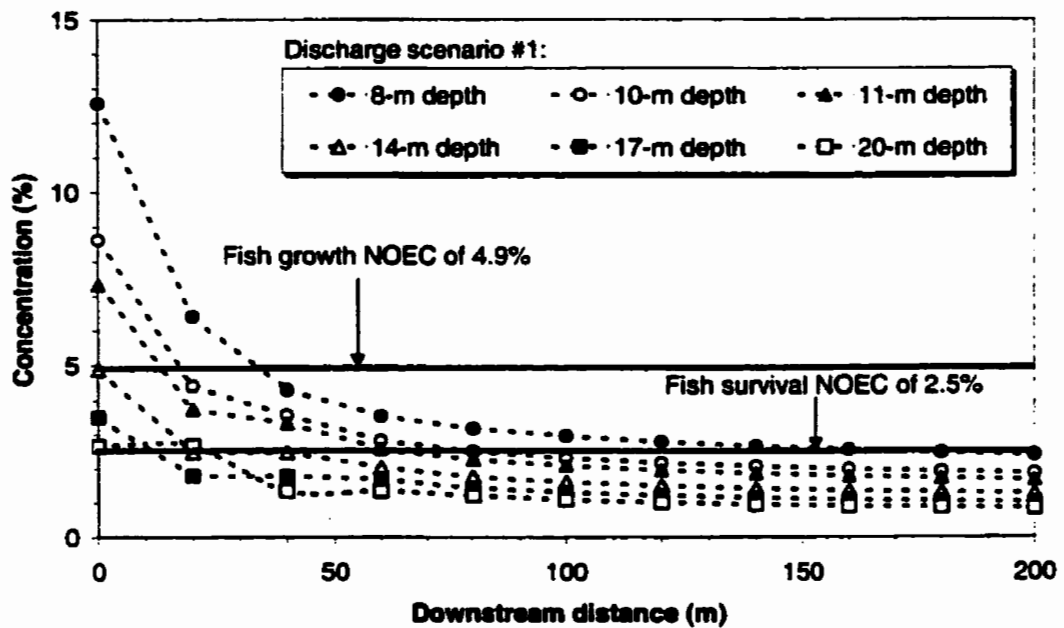 15
Discharge scenario #1:
8-m depth 10-m depth 11-m depth
14-m depth 17-m depth 20-m depth
10
Concentration (%)
Fish growth NOEC of 4.9%
5
Fish survival NOEC of 2.5%
0
0 50 100 150 200
Downstream distance (m)